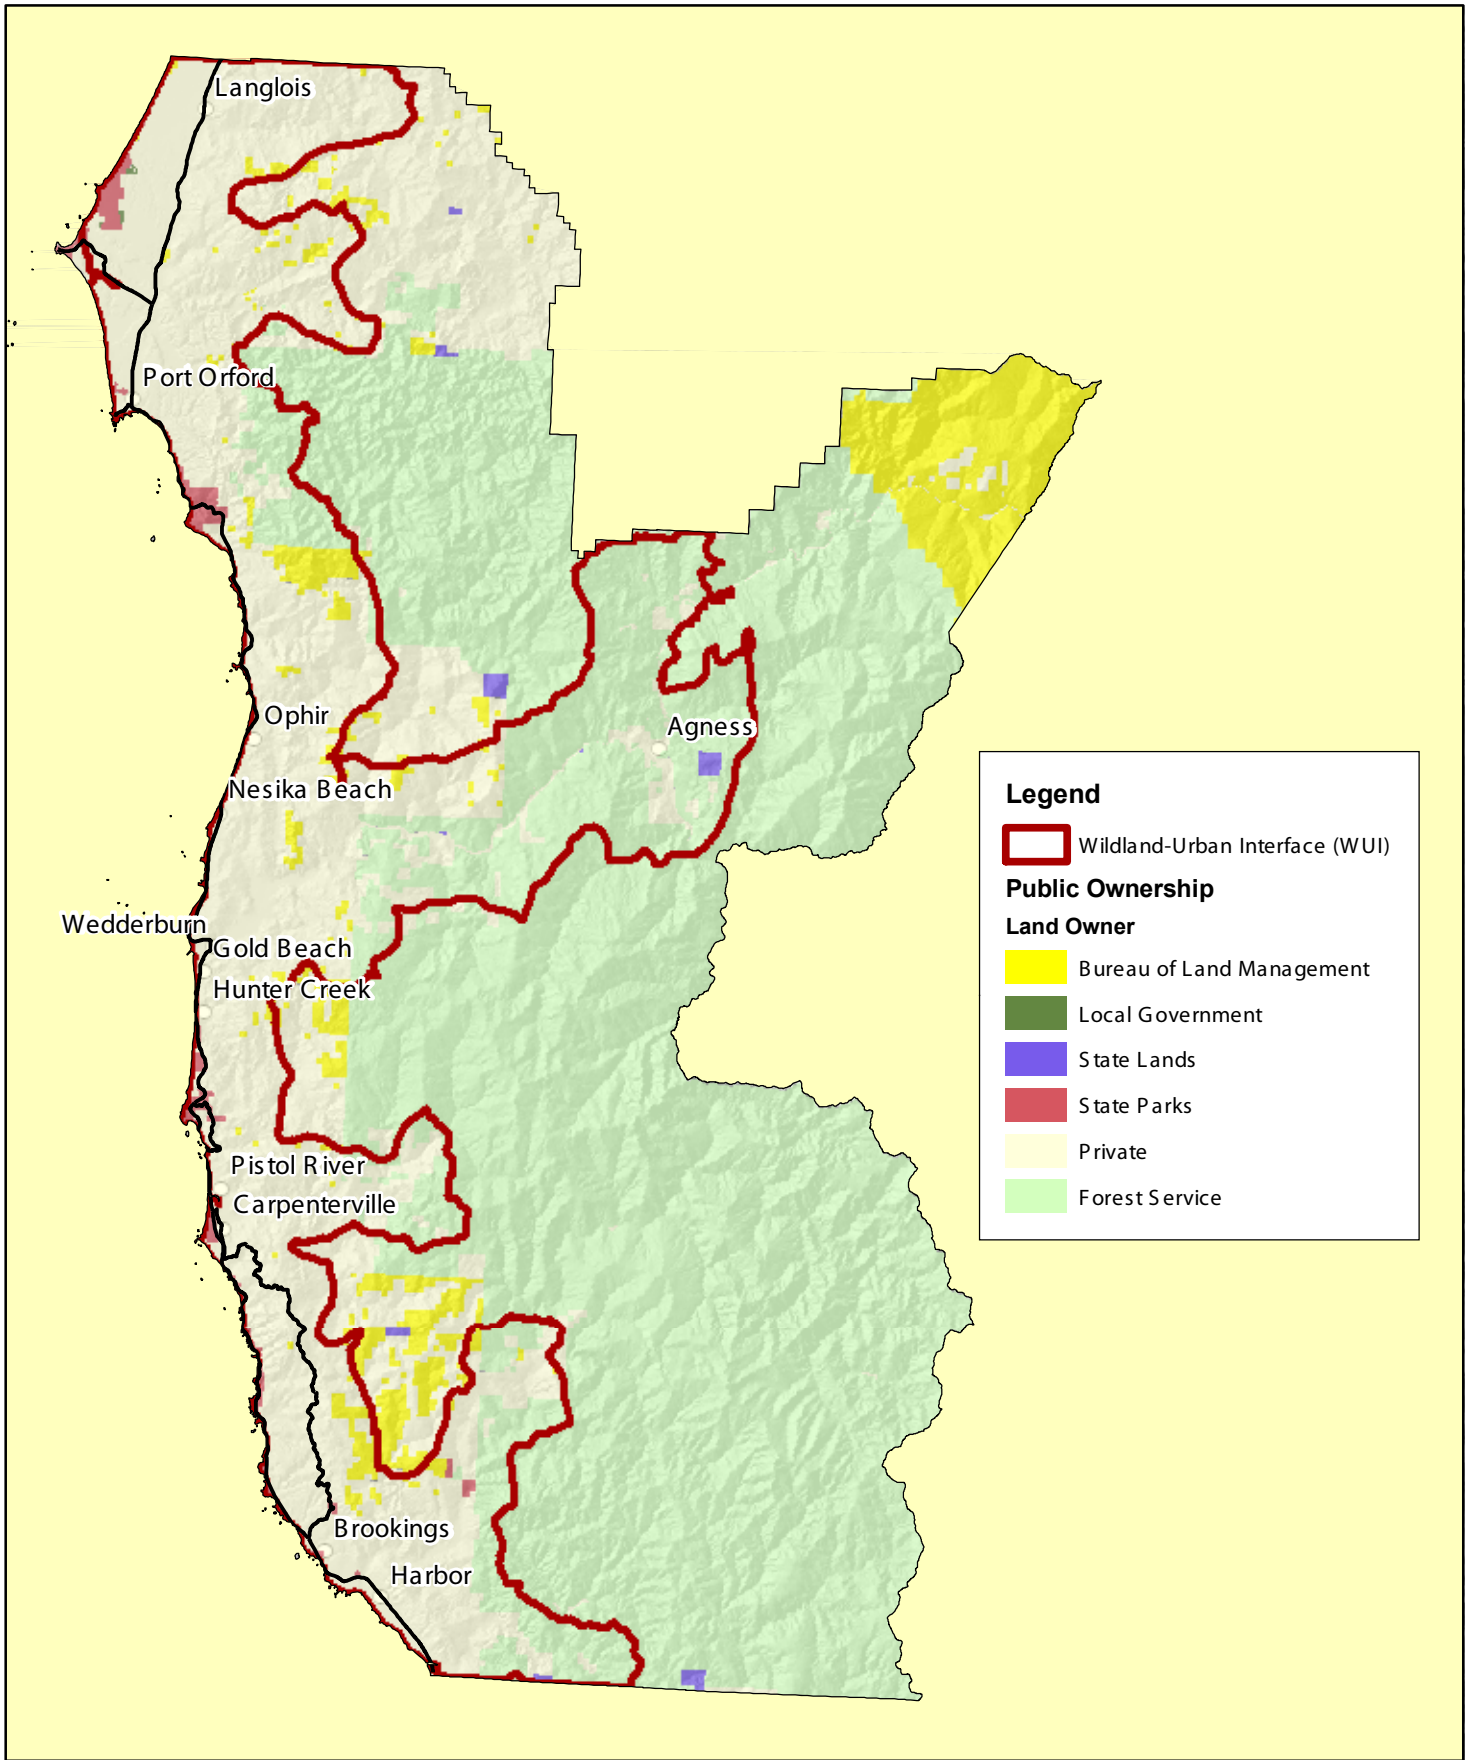 Langlois
Port Orford
Ophir
Agness
Nesika Beach
Wedderburn
Gold Beach
Hunter Creek
Pistol River
Carpenterville
Brookings
Harbor
Legend
Wildland-Urban Interface (WUI)
Public Ownership
Land Owner
Bureau of Land Management
Local Government
State Lands
State Parks
Private
Forest Service